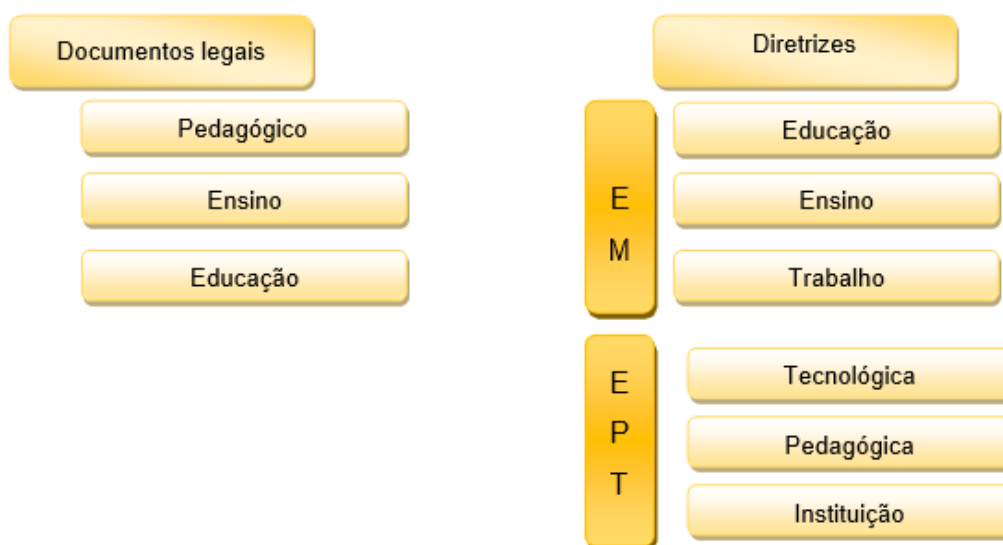 Documentos legais
Pedagógico
Ensino
Educação
Diretrizes
E
M
Educação
Ensino
Trabalho
E
P
T
Tecnológica
Pedagógica
Instituição